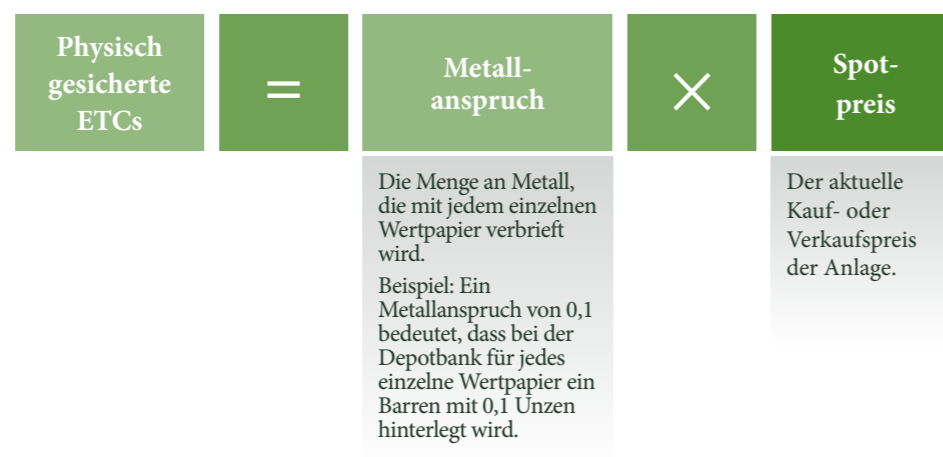 Physisch
gesicherte
ETCs
=
Metall-
anspruch
×
Spot-
preis
Die Menge an Metall,
die mit jedem einzelnen
Wertpapier verbrieft
wird.
Beispiel: Ein
Metallanspruch von 0,1
bedeutet, dass bei der
Depotbank für jedes
einzelne Wertpapier ein
Barren mit 0,1 Unzen
hinterlegt wird.
Der aktuelle
Kauf- oder
Verkaufspreis
der Anlage.